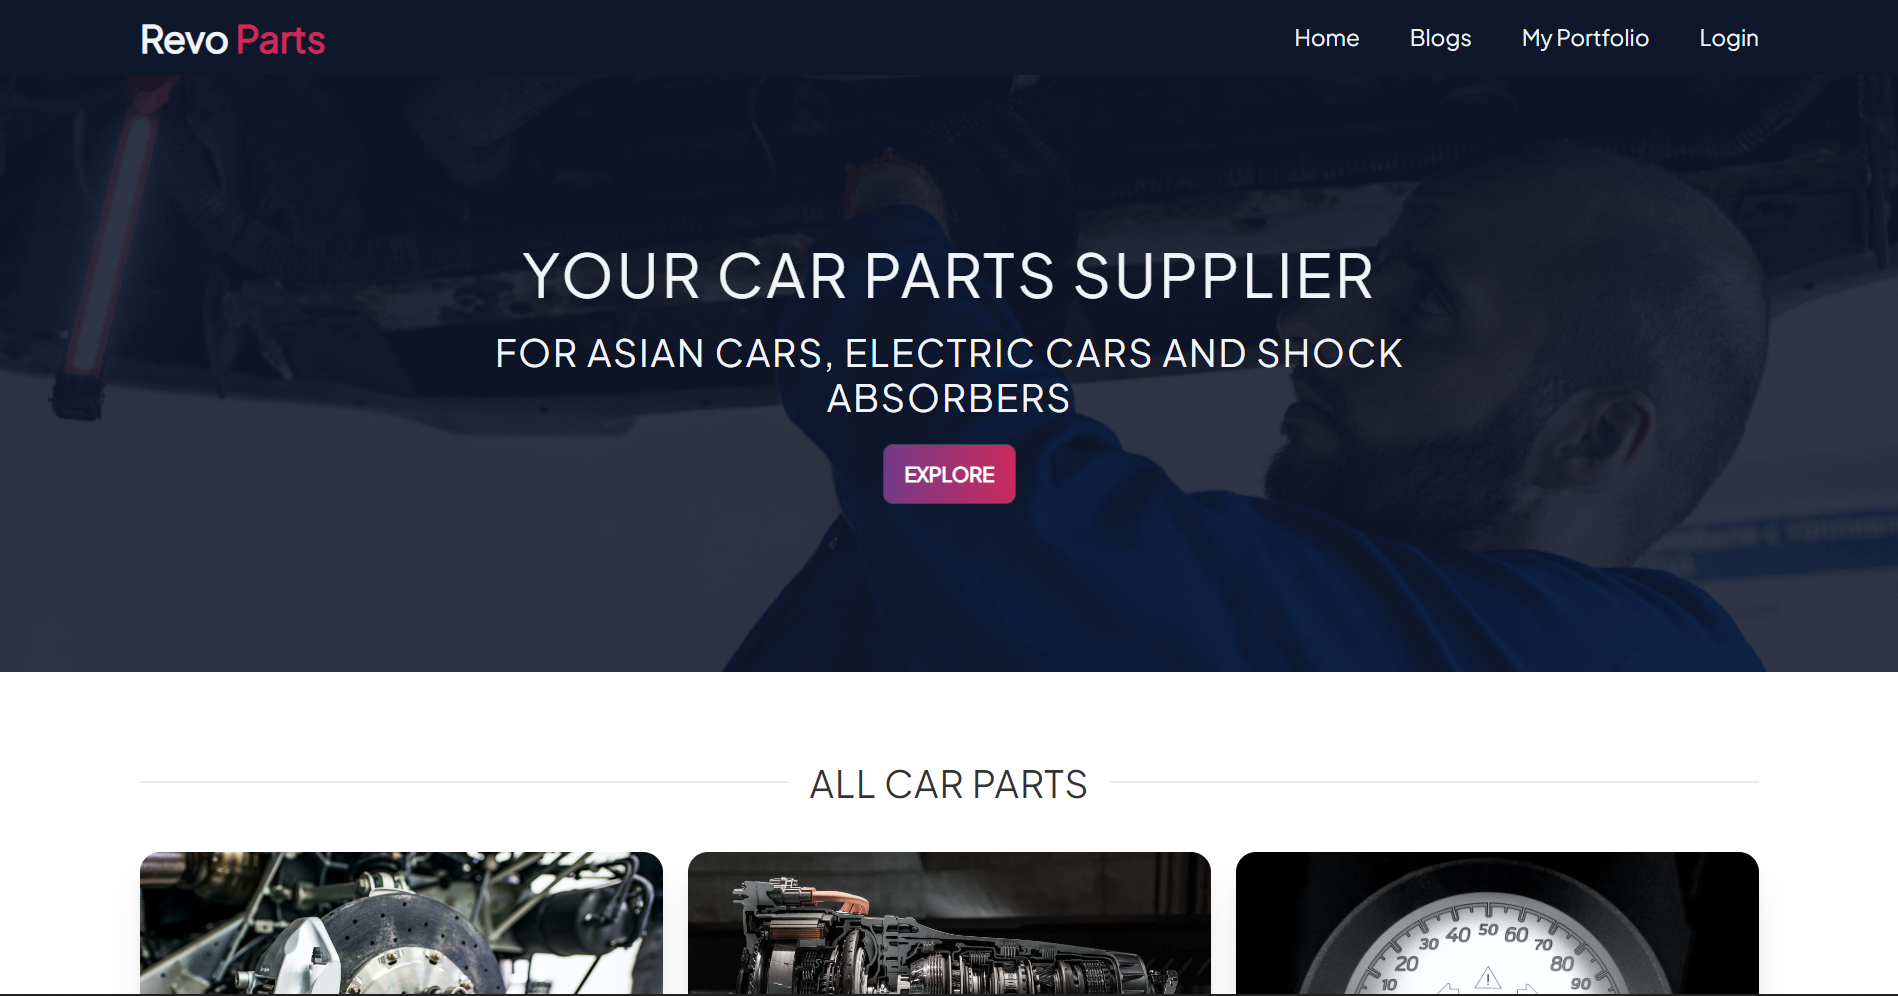 Revo Parts
Home Blogs My Portfolio Login
YOUR CAR PARTS SUPPLIER
FOR ASIAN CARS, ELECTRIC CARS AND SHOCK
ABSORBERS
EXPLORE
ALL CAR PARTS
10 20 30 40 50 60 70 80 90